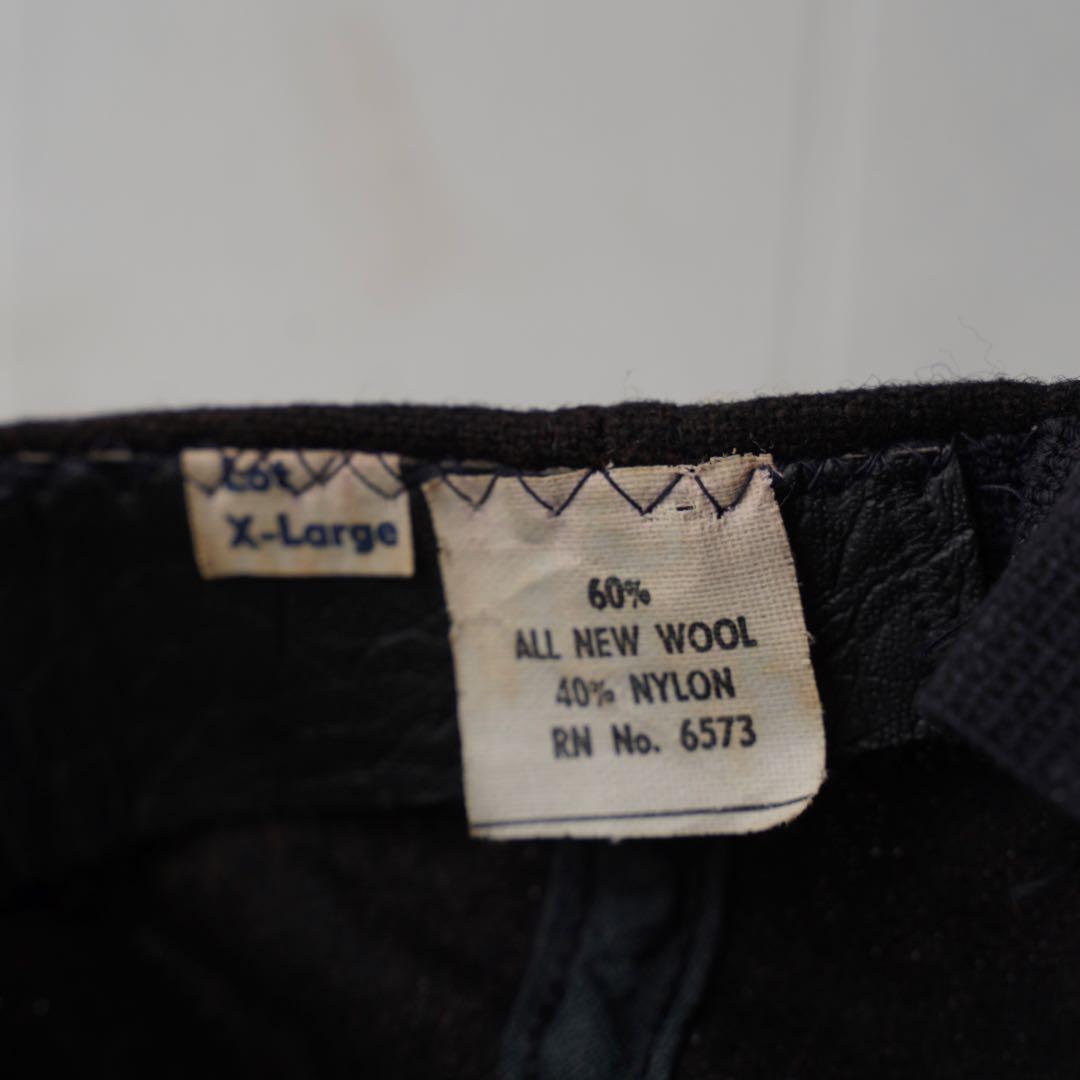 Lot
X-Large
60%
ALL NEW WOOL
40% NYLON
RN No. 6573